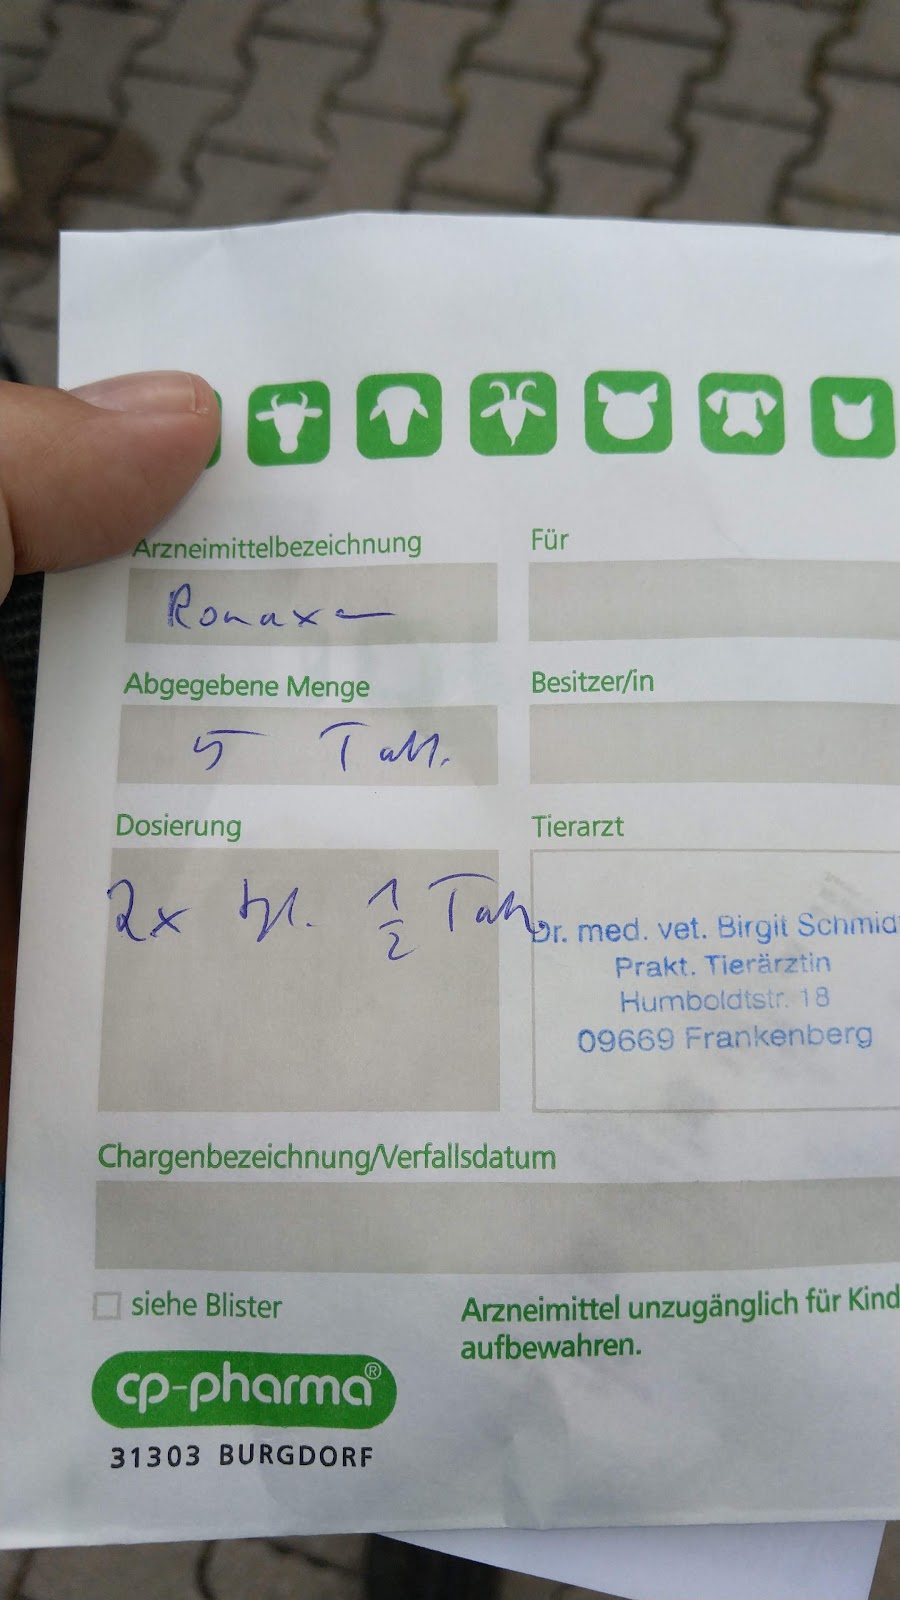 Arzneimittelbezeichnung
Ronaxan
Für
Abgegebene Menge
5 Tabl.
Besitzer/in
Dosierung
2x tgl. 1/2 Tabl.
Tierarzt
Dr. med. vet. Birgit Schmid
Prakt. Tierärztin
Humboldtstr. 18
09669 Frankenberg
Chargenbezeichnung/Verfallsdatum
siehe Blister
Arzneimittel unzugänglich für Kind
aufbewahren.
cp-pharma®
31303 BURGDORF